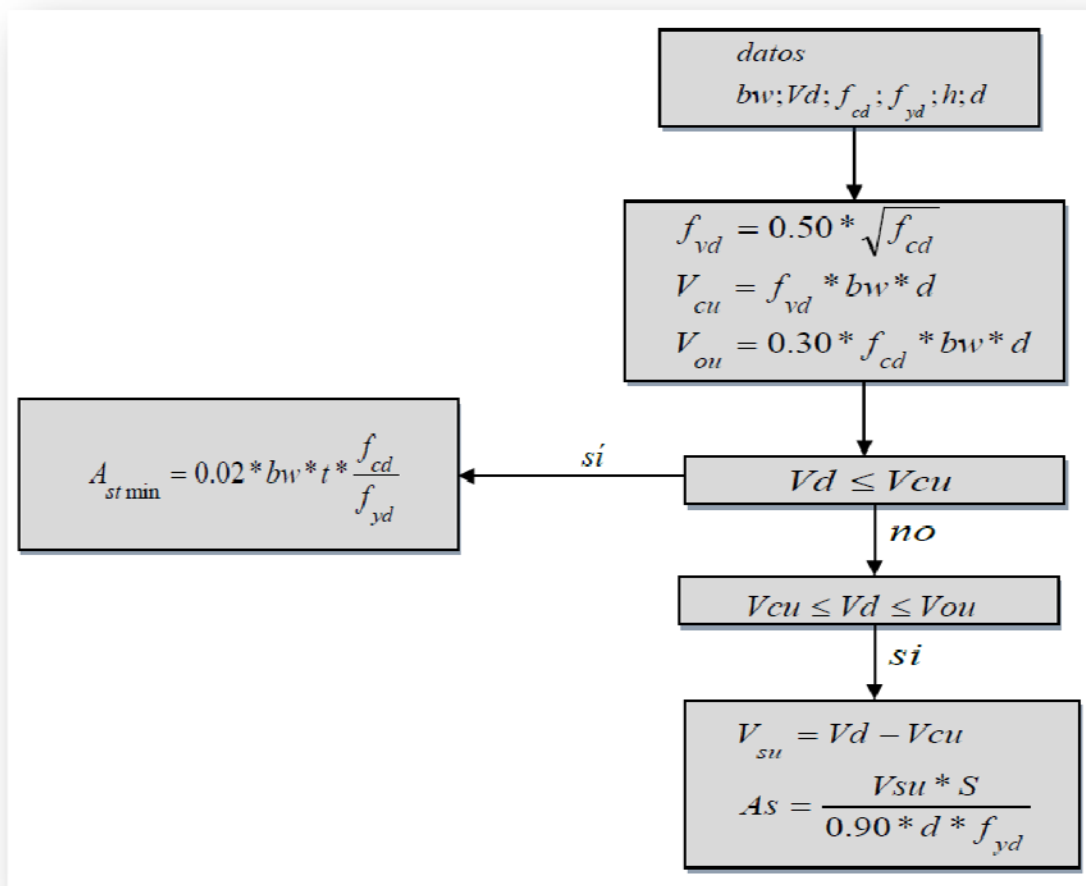 datos
bw;Vd;f_cd;f_yd;h;d
f_vd = 0.50*√f_cd
V_cu = f_vd*bw*d
V_ou = 0.30*f_cd*bw*d
Vd ≤ Vcu
sí
A_st min = 0.02*bw*t*f_cd/f_yd
no
Vcu ≤ Vd ≤ Vou
si
V_su = Vd − Vcu
As = Vsu*S/0.90*d*f_yd